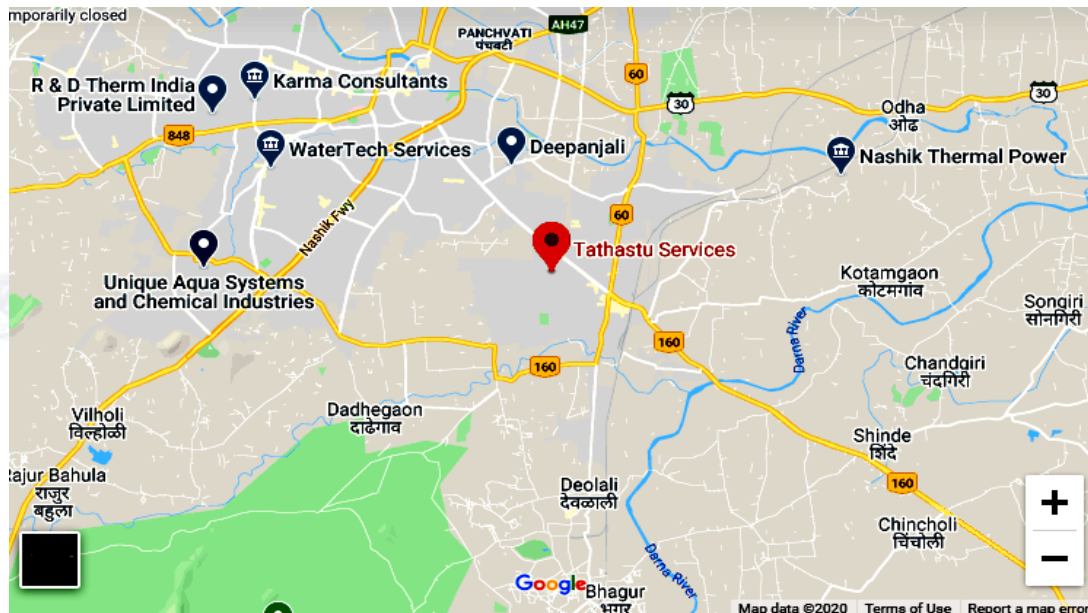 mporarily closed
AH47
PANCHVATI
पंचवटी
R & D Therm India
Private Limited
Karma Consultants
60
30
30
Odha
ओढ
848
WaterTech Services
Deepanjali
Nashik Thermal Power
Nashik Fwy
60
Tathastu Services
Unique Aqua Systems
and Chemical Industries
Kotamgaon
कोटमगांव
Songiri
सोनगिरी
Darna River
160
160
Chandgiri
चंदगिरी
Dadhegaon
दाढेगांव
Vilholi
विल्होळी
Shinde
शिंदे
Rajur Bahula
राजुर
बहुला
Deolali
देवळाली
160
+
Chincholi
चिंचोली
−
Darna River
Google
Bhagur
भगूर
Map data ©2020 Terms of Use Report a map error